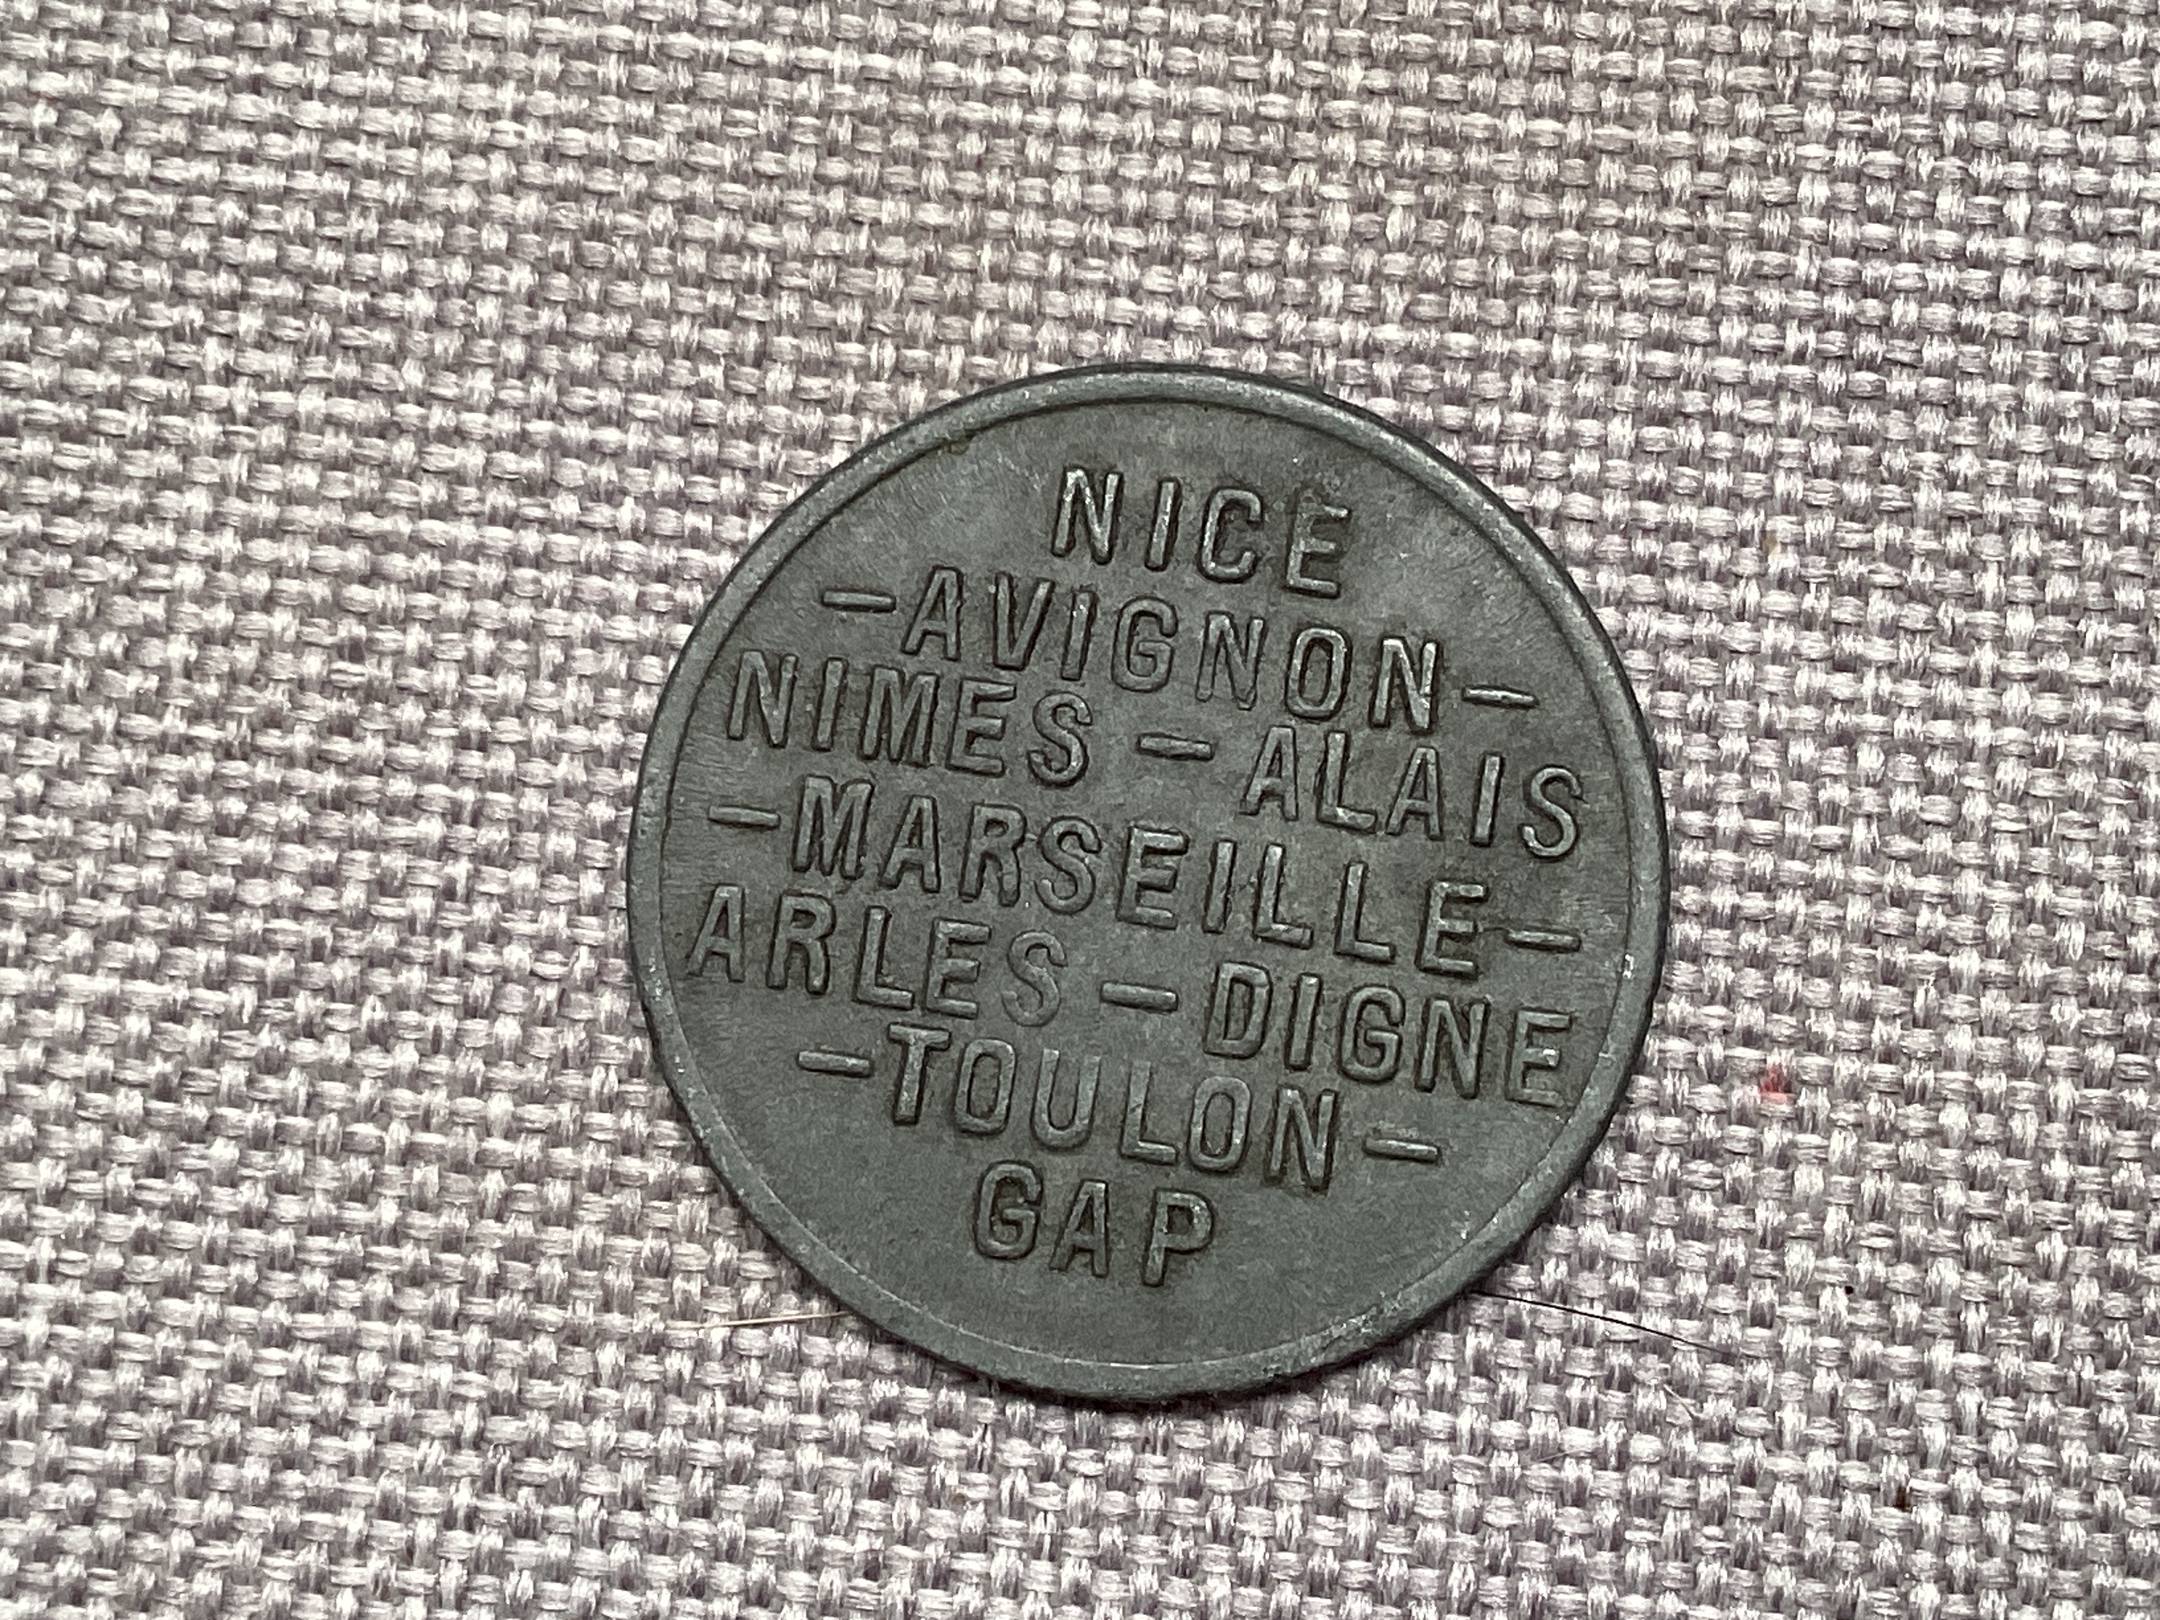 NICE
—AVIGNON—
NIMES — ALAIS
—MARSEILLE—
ARLES — DIGNE
—TOULON—
GAP